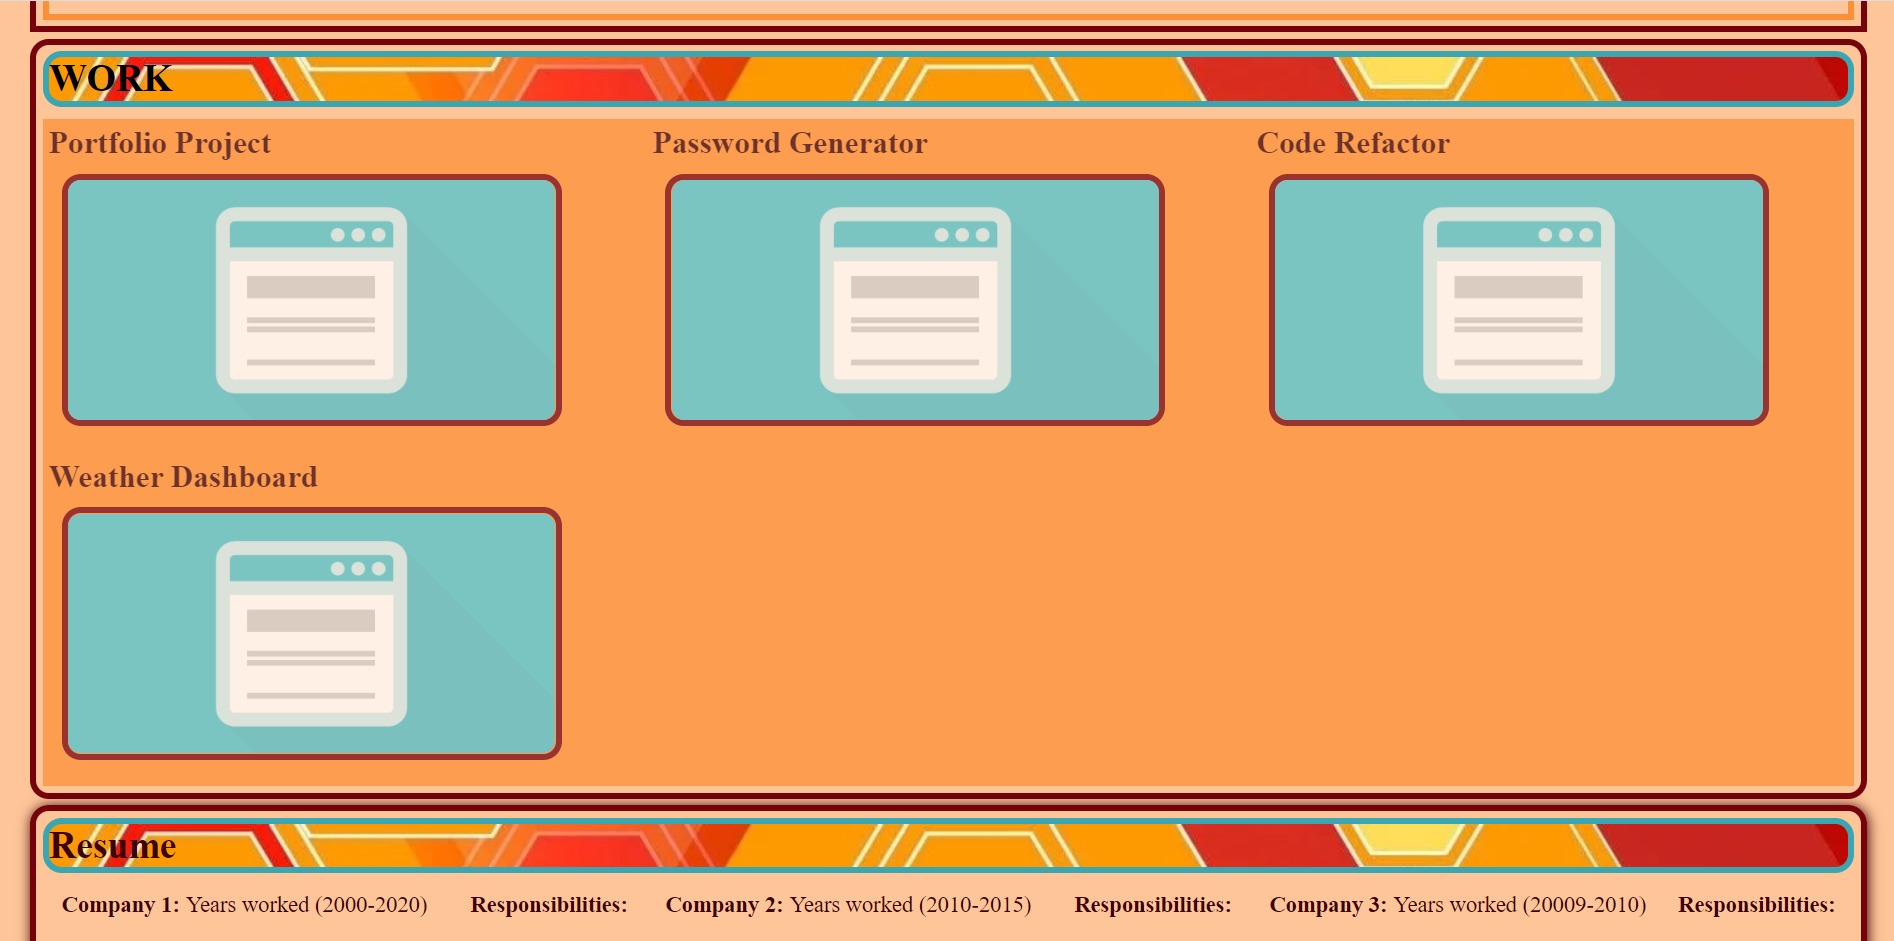 WORK
Portfolio Project
Password Generator
Code Refactor
Weather Dashboard
Resume
Company 1: Years worked (2000-2020) Responsibilities: Company 2: Years worked (2010-2015) Responsibilities: Company 3: Years worked (20009-2010) Responsibilities: